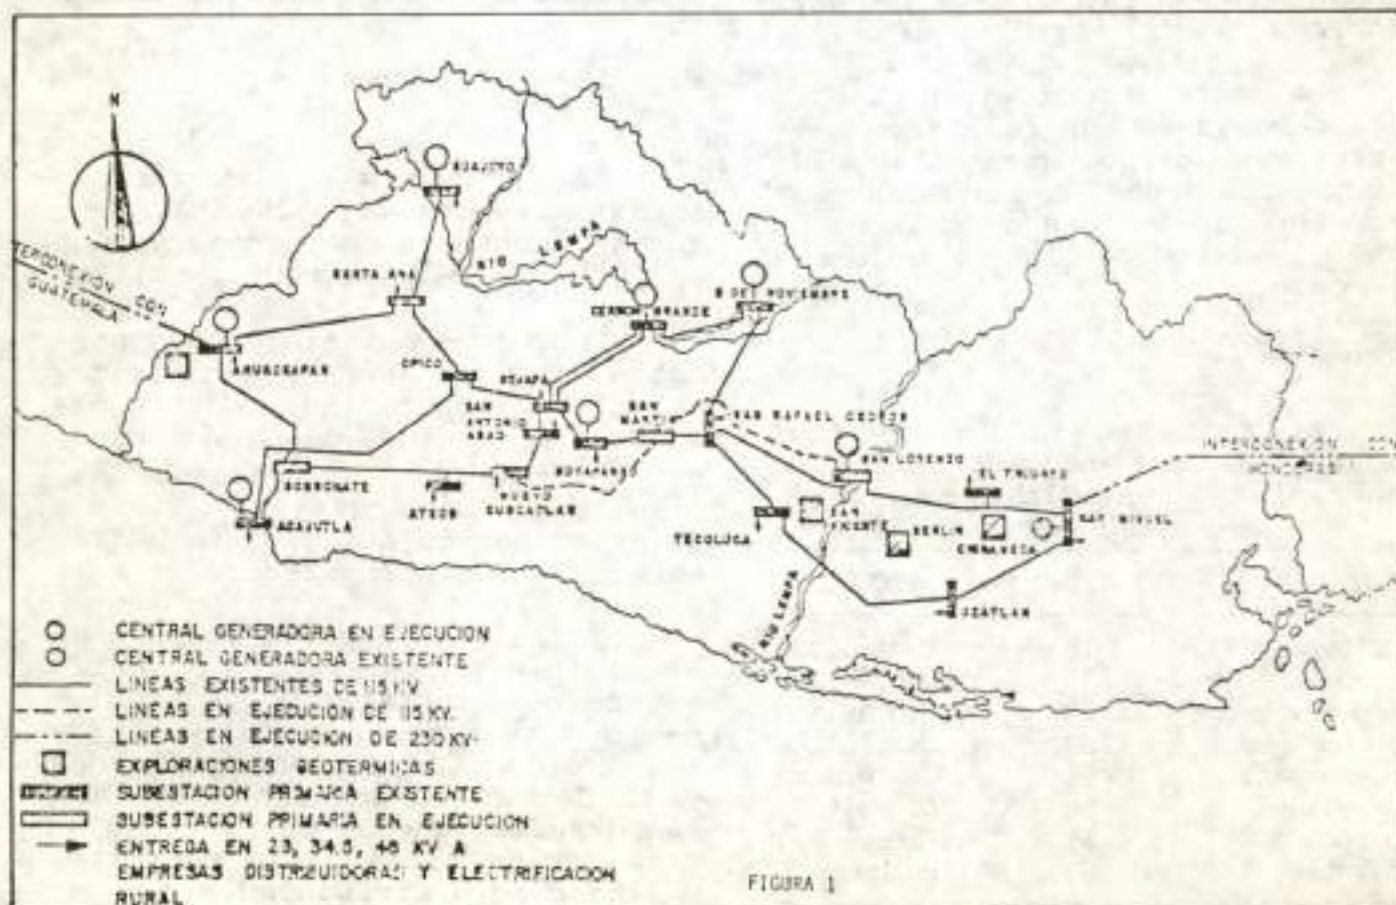 N
GUAJOYO
RIO LEMPA
INTERCONEXION CON
GUATEMALA
SANTA ANA
5 DE NOVIEMBRE
CERRON GRANDE
AHUACHAPAN
OPICO
NEJAPA
SAN
ANTONIO
ABAD
SAN
MARTIN
SAN RAFAEL CEDROS
INTERCONEXION CON
HONDURAS
SOYAPANGO
SAN LORENZO
EL TRIUNFO
SONSONATE
ATEOS
NUEVO
CUSCATLAN
SAN
VICENTE
SAN MIGUEL
ACAJUTLA
TECOLUCA
BERLIN
CHINAMECA
OZATLAN
RIO LEMPA
CENTRAL GENERADORA EN EJECUCION
CENTRAL GENERADORA EXISTENTE
LINEAS EXISTENTES DE 115 KV
LINEAS EN EJECUCION DE 115 KV.
LINEAS EN EJECUCION DE 230 KV.
EXPLORACIONES GEOTERMICAS
SUBESTACION PRIMARIA EXISTENTE
SUBESTACION PRIMARIA EN EJECUCION
ENTREGA EN 23, 34.5, 46 KV A
EMPRESAS DISTRIBUIDORAS Y ELECTRIFICACION
RURAL
FIGURA 1